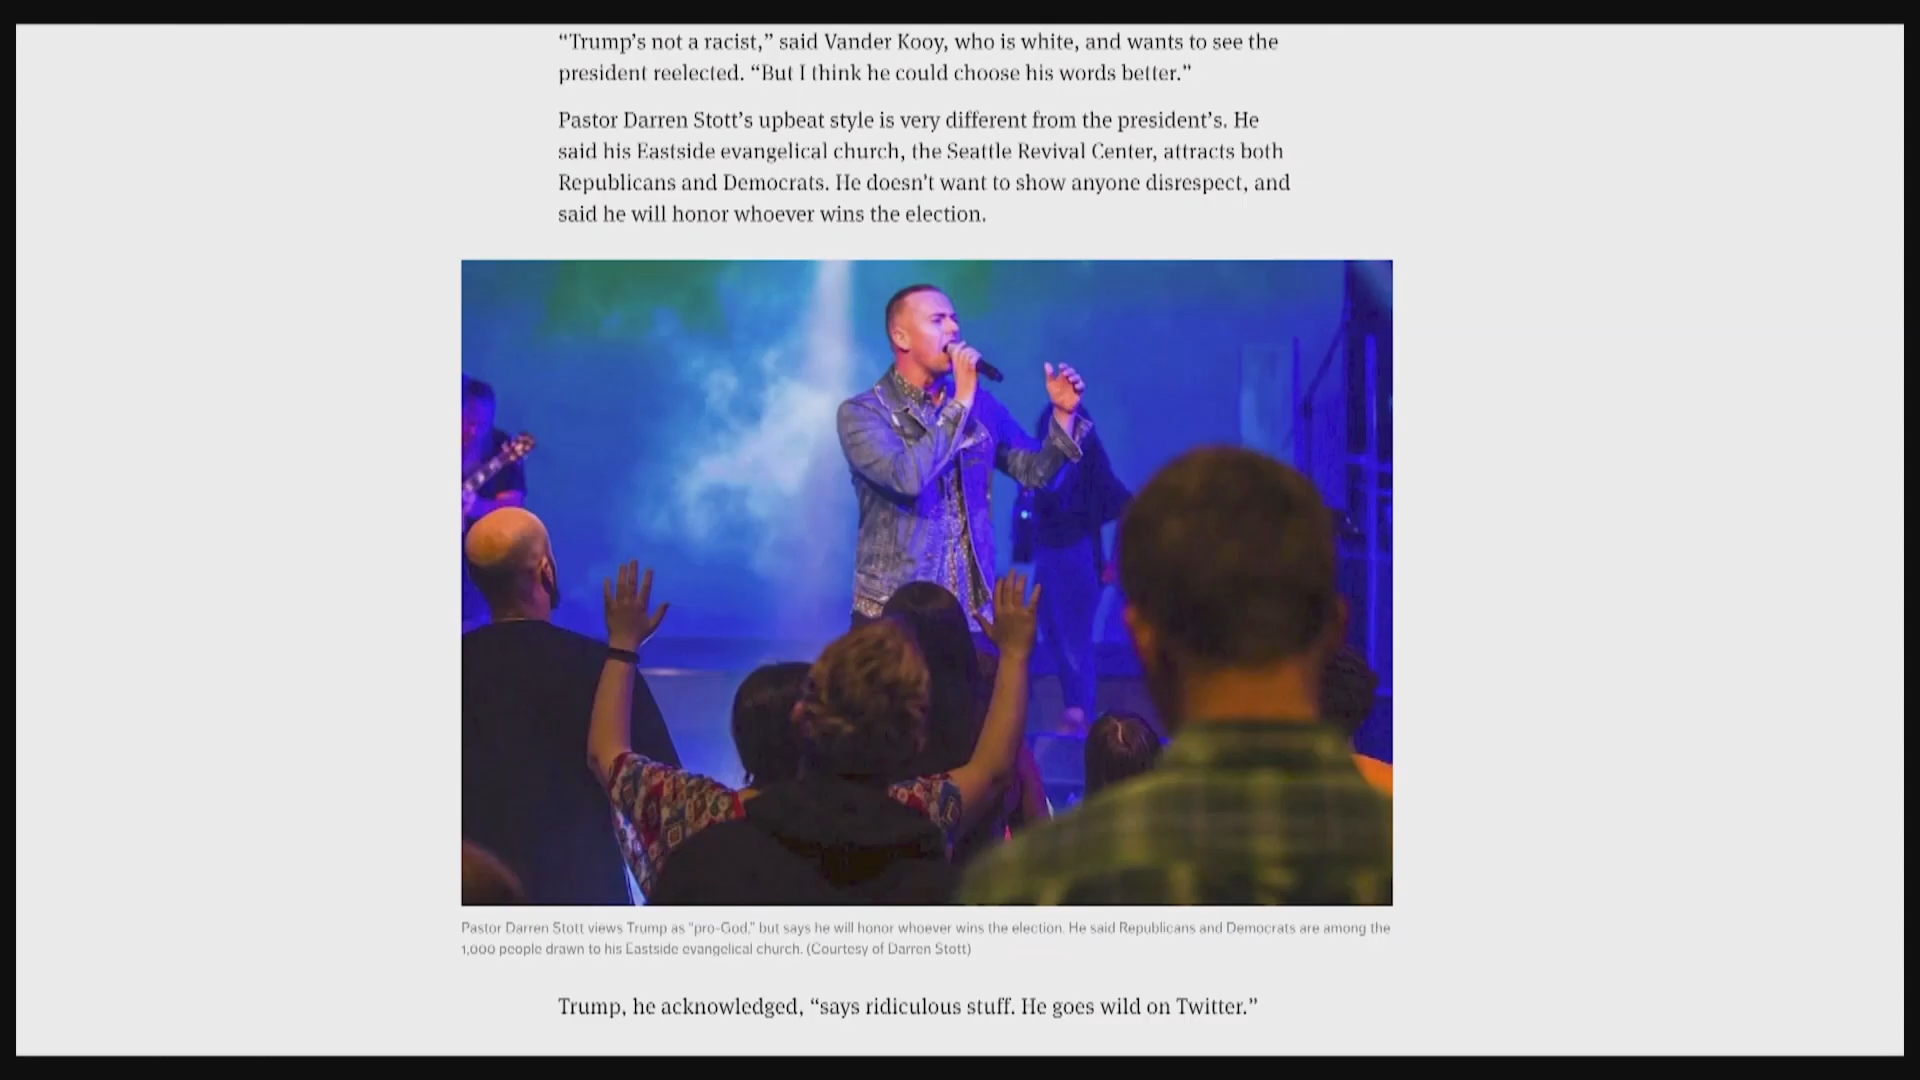 “Trump’s not a racist,” said Vander Kooy, who is white, and wants to see the
president reelected. “But I think he could choose his words better.”
Pastor Darren Stott’s upbeat style is very different from the president’s. He
said his Eastside evangelical church, the Seattle Revival Center, attracts both
Republicans and Democrats. He doesn’t want to show anyone disrespect, and
said he will honor whoever wins the election.
Pastor Darren Stott views Trump as “pro-God,” but says he will honor whoever wins the election. He said Republicans and Democrats are among the
1,000 people drawn to his Eastside evangelical church. (Courtesy of Darren Stott)
Trump, he acknowledged, “says ridiculous stuff. He goes wild on Twitter.”